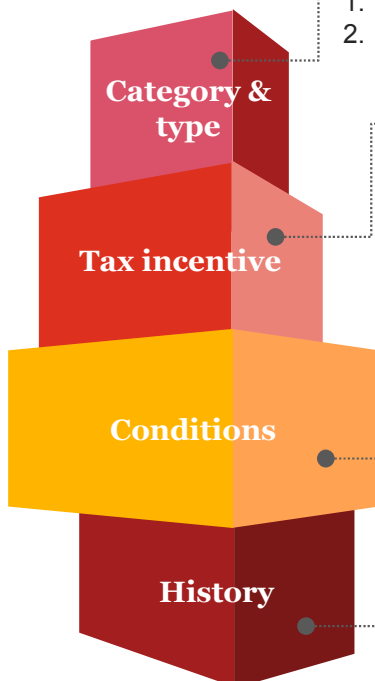 1.
2.
Category &
type
Tax incentive
Conditions
History